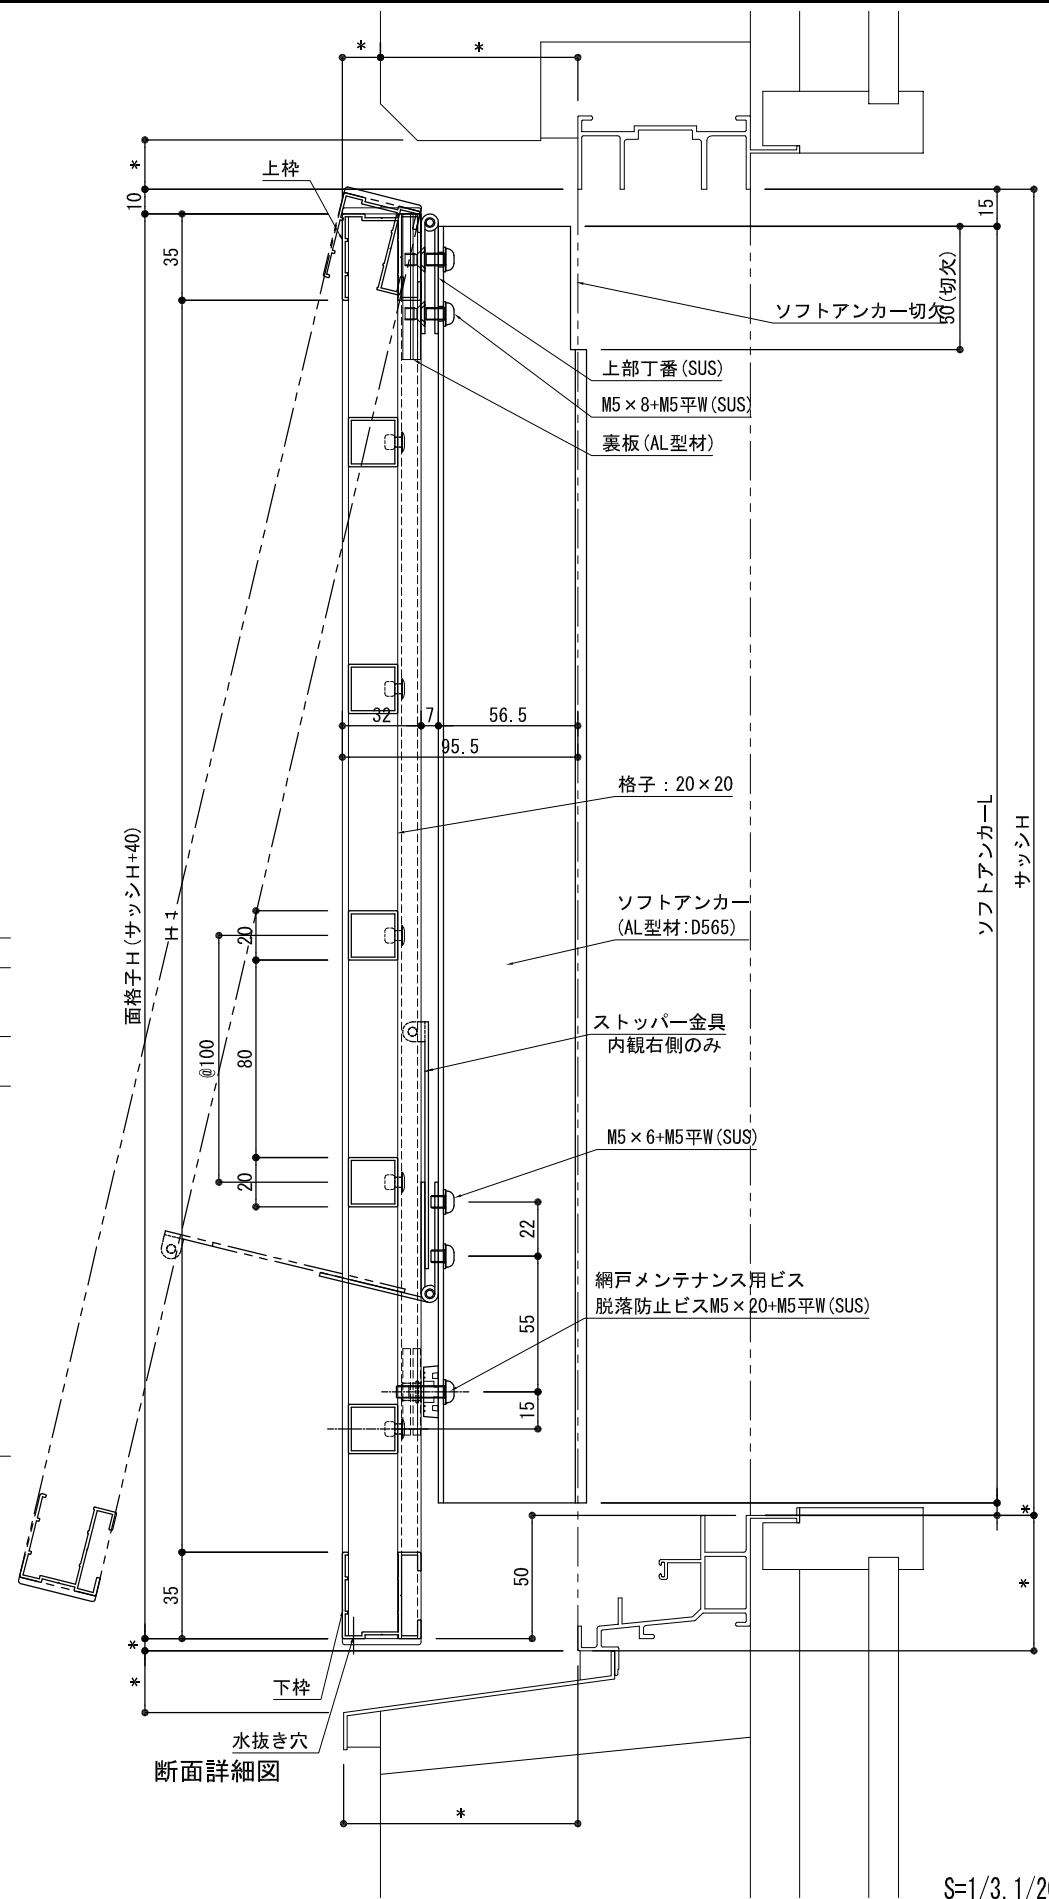 *
*
*
10
上枠
35
15
50(切欠)
ソフトアンカー切欠
上部丁番(SUS)
M5×8+M5平W(SUS)
裏板(AL型材)
32
7
56.5
95.5
格子：20×20
ソフトアンカーL
サッシH
面格子H(サッシH+40)
H1
20
ソフトアンカー
(AL型材:D565)
ストッパー金具
内観右側のみ
@100
80
M5×6+M5平W(SUS)
20
22
網戸メンテナンス用ビス
脱落防止ビスM5×20+M5平W(SUS)
55
15
*
50
*
35
*
*
下枠
水抜き穴
断面詳細図
*
S=1/3.1/20